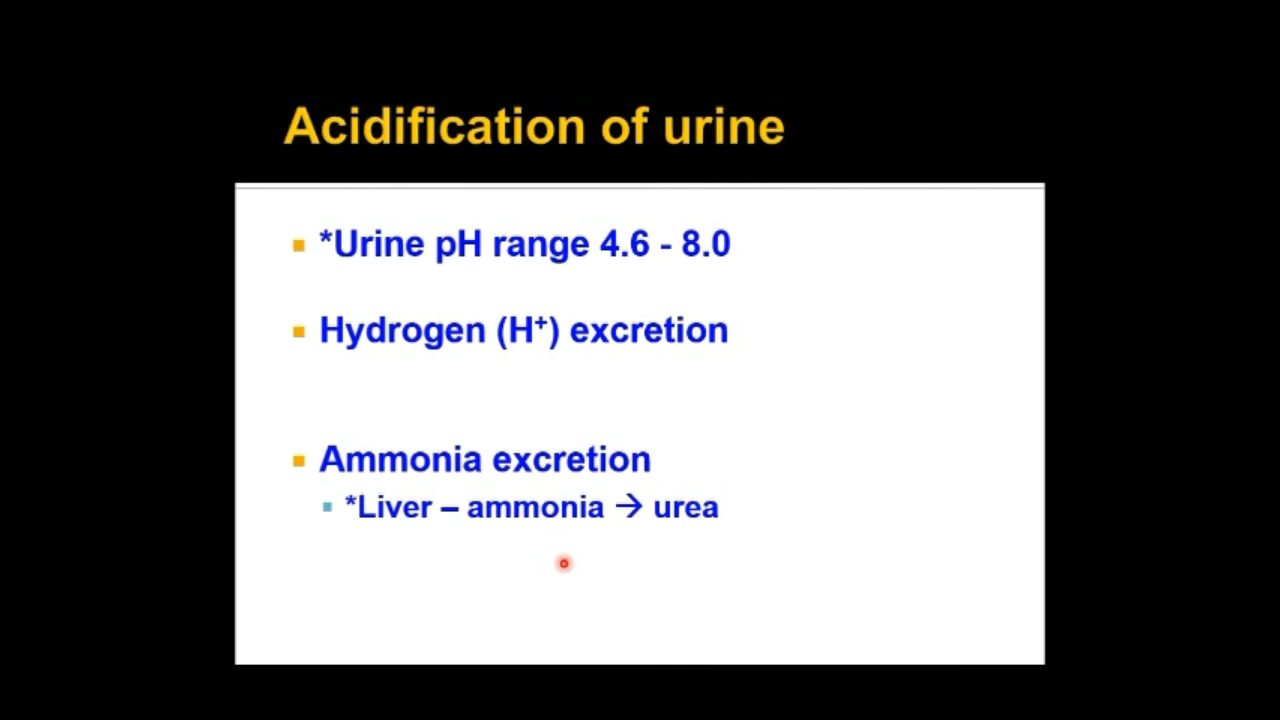 Acidification of urine
*Urine pH range 4.6 - 8.0
Hydrogen (H⁺) excretion
Ammonia excretion
*Liver – ammonia → urea